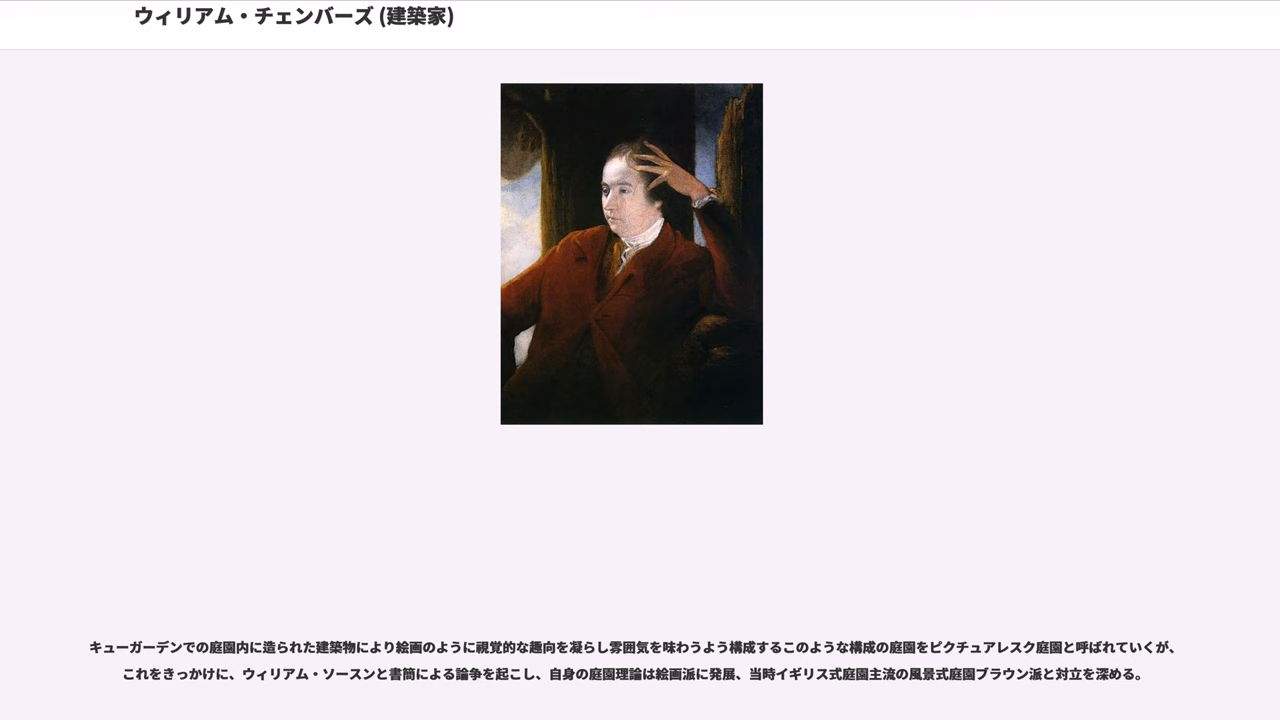 ウィリアム・チェンバーズ (建築家)
キューガーデンでの庭園内に造られた建築物により絵画のように視覚的な趣向を凝らし雰囲気を味わうよう構成するこのような構成の庭園をピクチュアレスク庭園と呼ばれていくが、
これをきっかけに、ウィリアム・ソースンと書簡による論争を起こし、自身の庭園理論は絵画派に発展、当時イギリス式庭園主流の風景式庭園ブラウン派と対立を深める。